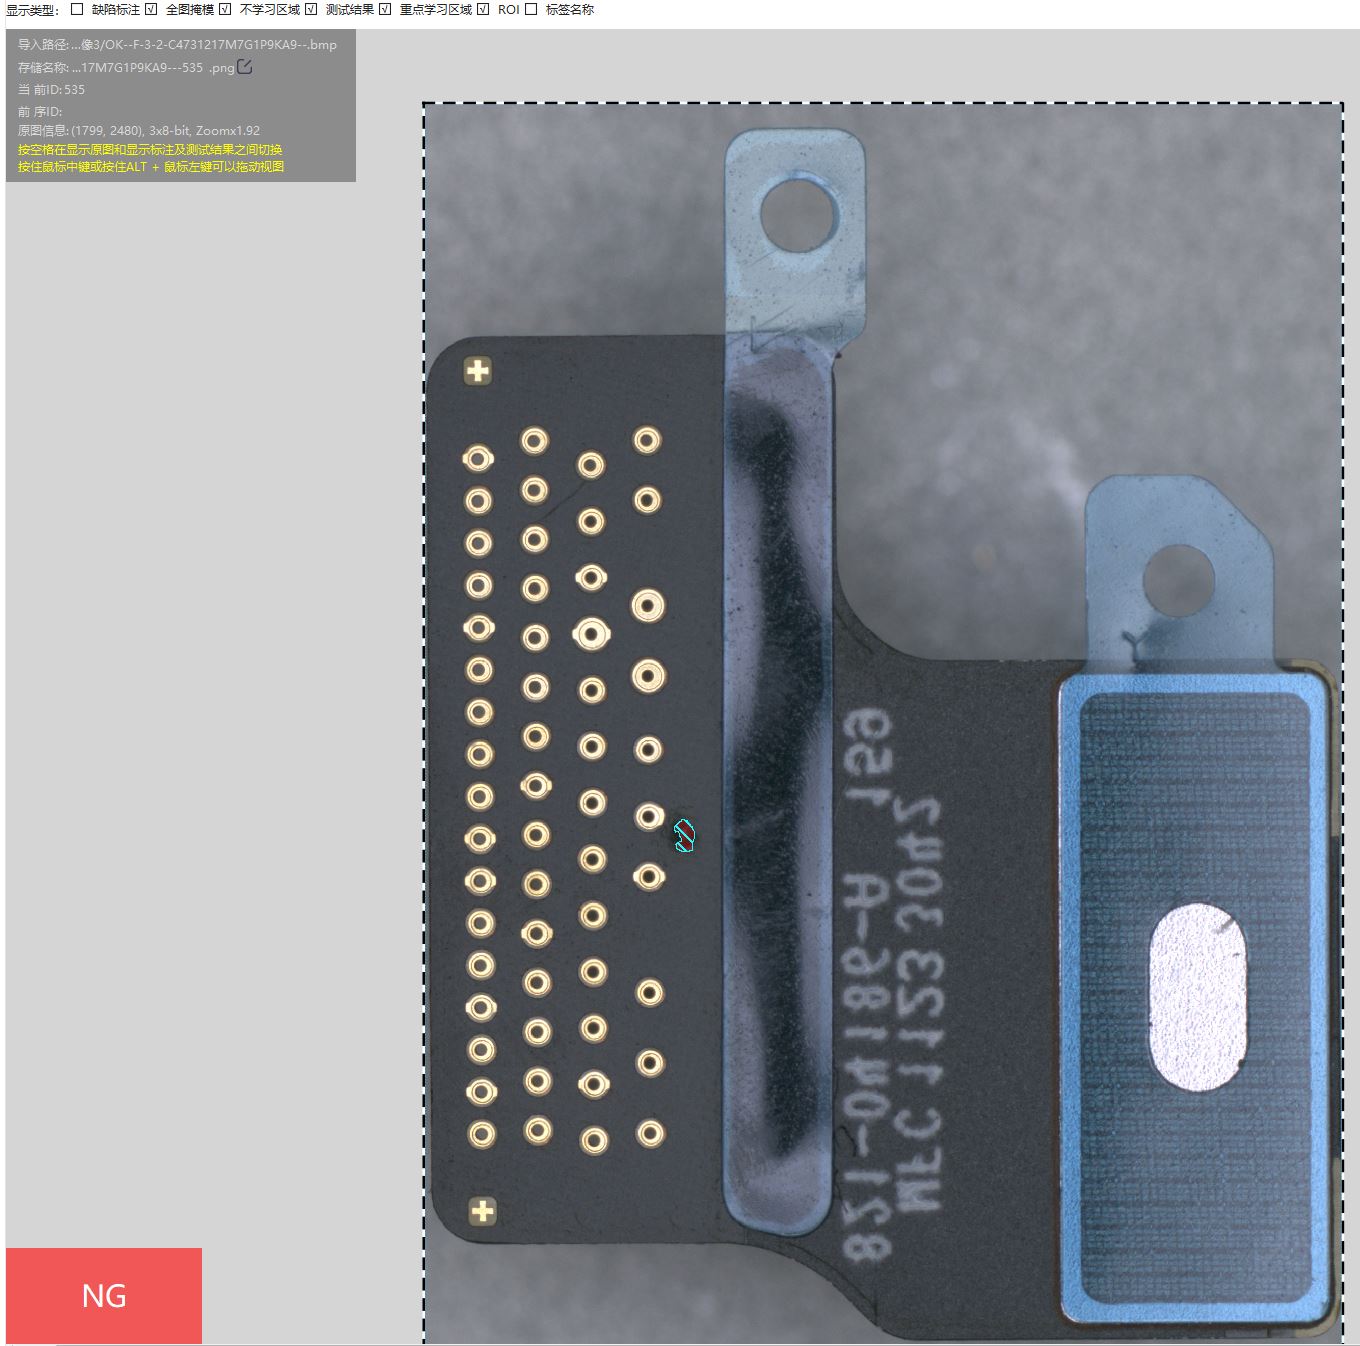 显示类型: 缺陷标注 全图掩模 不学习区域 测试结果 重点学习区域 ROI 标签名称
导入路径: ...像3/OK--F-3-2-C4731217M7G1P9KA9--.bmp
存储名称: ...17M7G1P9KA9---535 .png
当 前ID: 535
前 序ID:
原图信息: (1799, 2480), 3x8-bit, Zoomx1.92
按空格在显示原图和显示标注及测试结果之间切换
按住鼠标中键或按住ALT + 鼠标左键可以拖动视图
NG